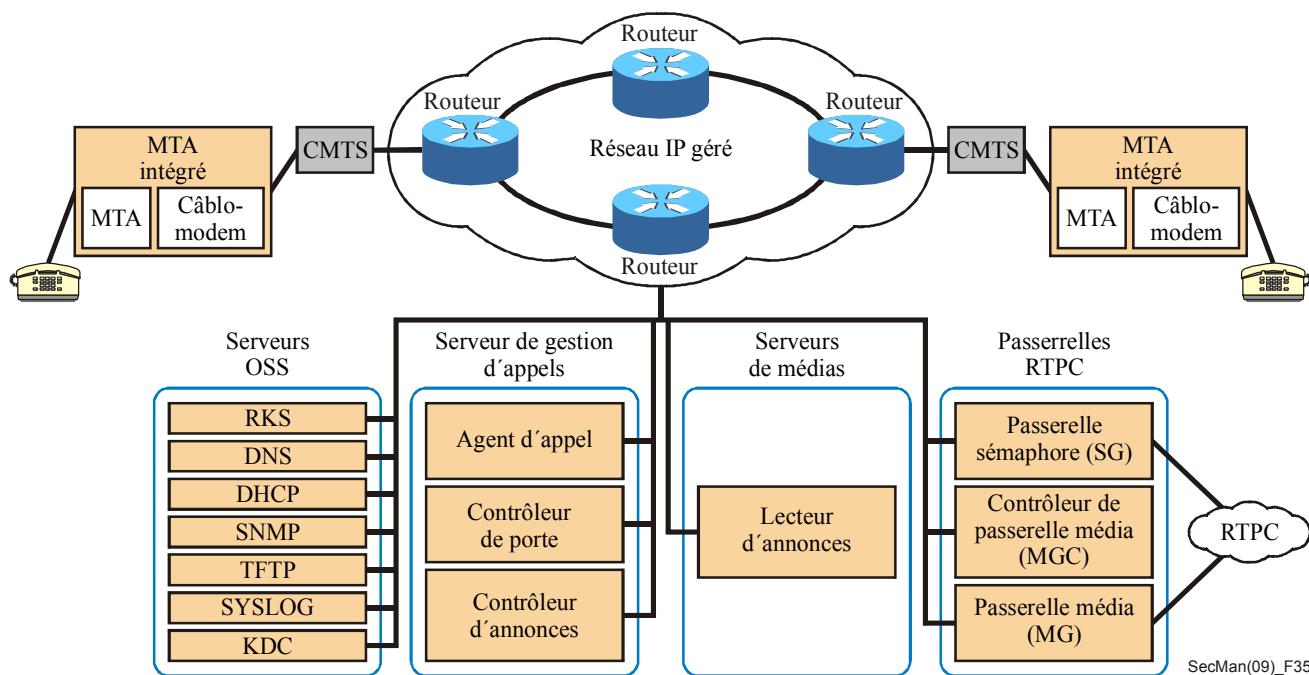 Routeur
Routeur
Routeur
Réseau IP géré
Routeur
MTA
intégré
MTA
Câblo-
modem
CMTS
CMTS
MTA
intégré
MTA
Câblo-
modem
Serveurs
OSS
RKS
DNS
DHCP
SNMP
TFTP
SYSLOG
KDC
Serveur de gestion
d´appels
Agent d´appel
Contrôleur
de porte
Contrôleur
d´annonces
Serveurs
de médias
Lecteur
d´annonces
Passerrelles
RTPC
Passerelle
sémaphore (SG)
Contrôleur de
passerelle média
(MGC)
Passerelle média
(MG)
RTPC
SecMan(09)_F35